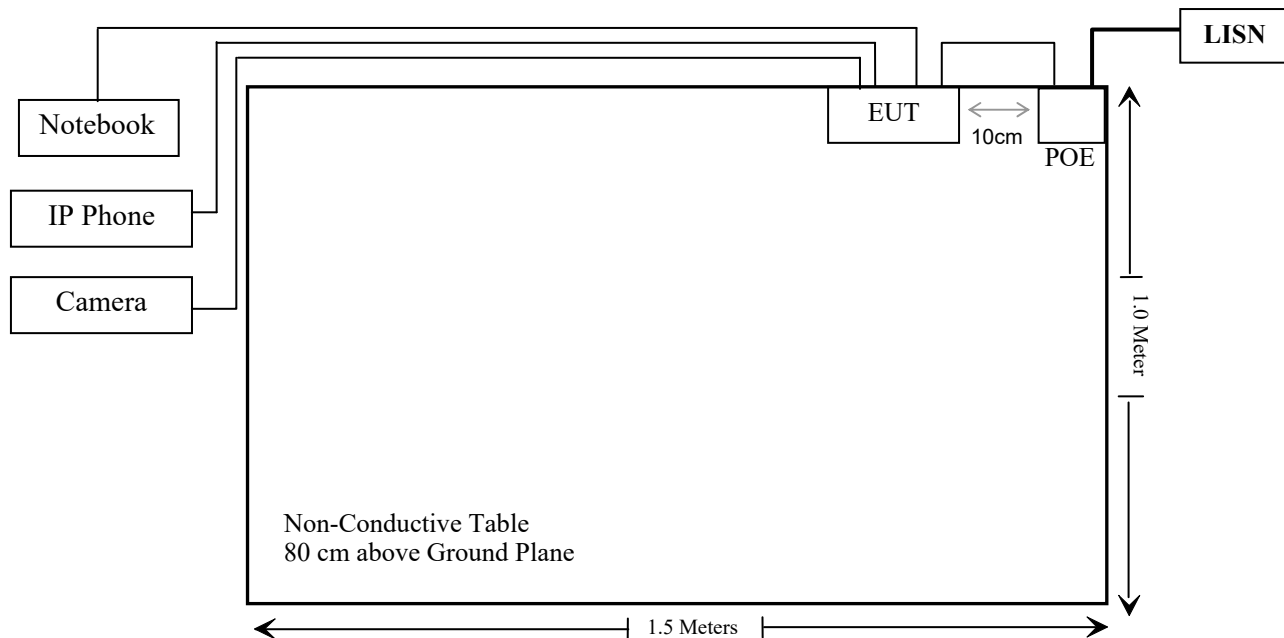 LISN
Notebook
EUT
10cm
POE
IP Phone
Camera
1.0 Meter
Non-Conductive Table
80 cm above Ground Plane
1.5 Meters